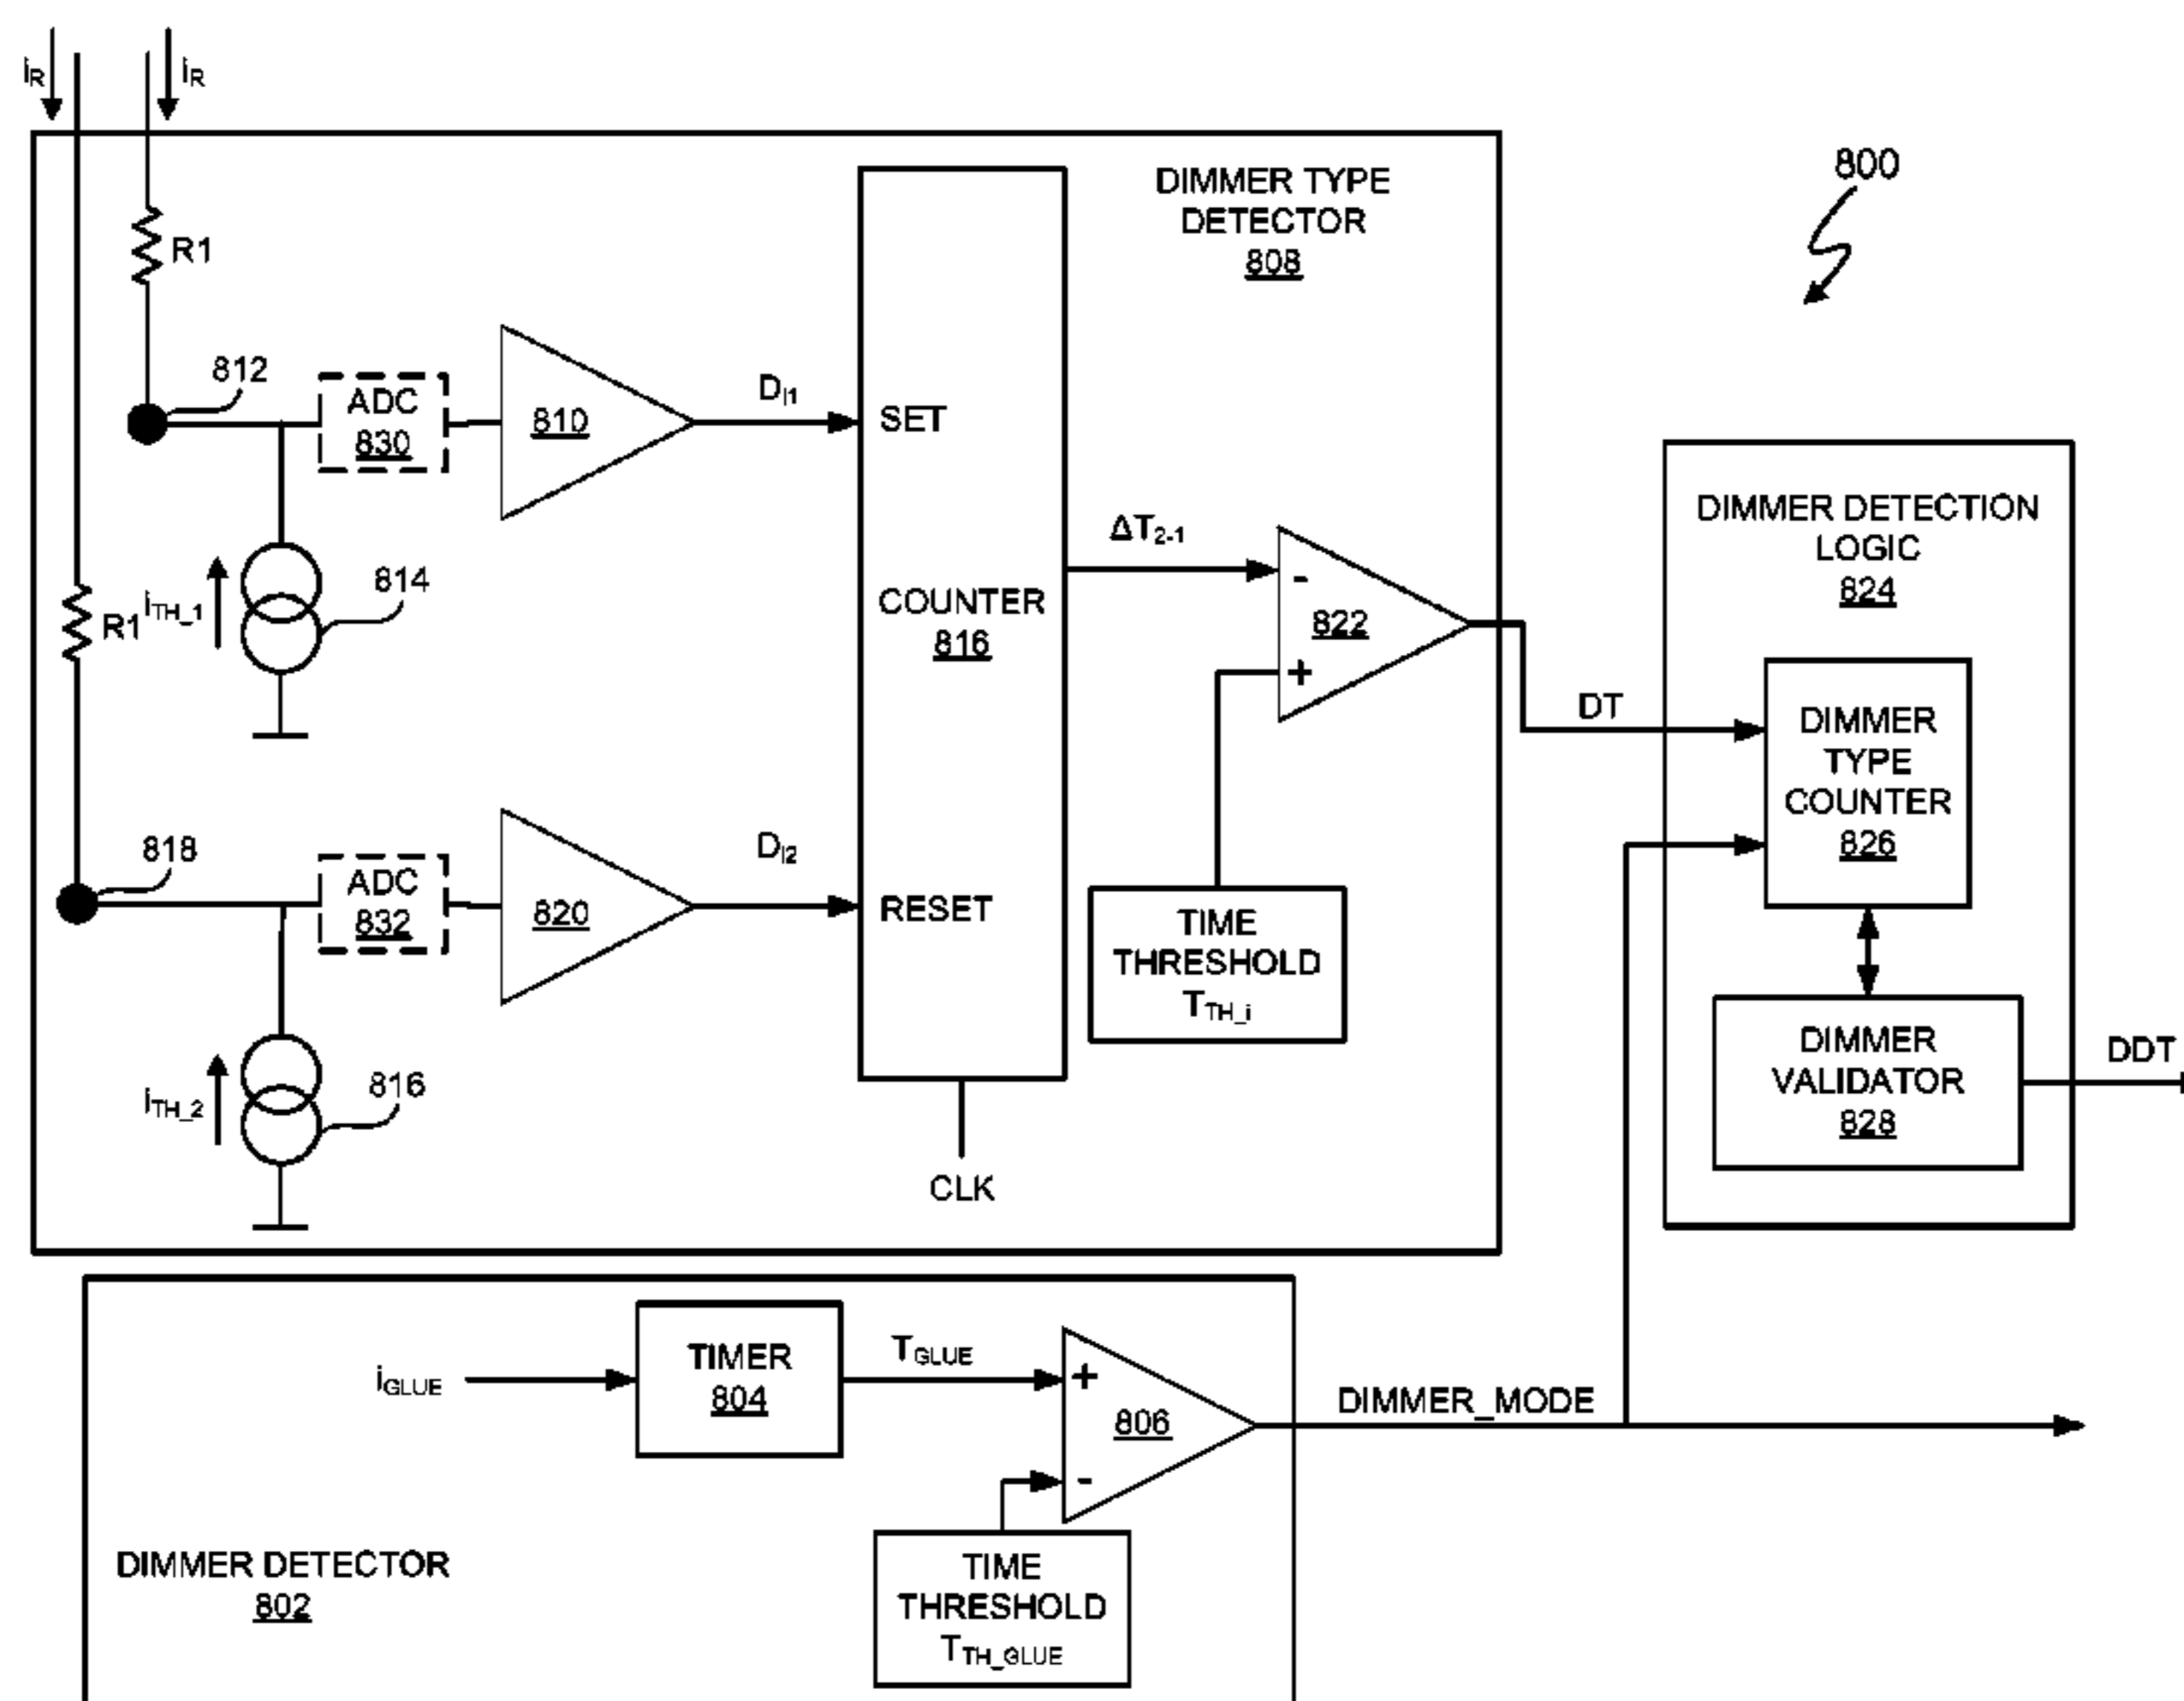 800
iR
iR
DIMMER TYPE
DETECTOR
808
R1
812
ADC
830
810
DI1
SET
814
iTH_1
R1
COUNTER
816
ΔT2-1
-
822
+
818
ADC
832
820
DI2
RESET
TIME
THRESHOLD
TTH_i
iTH_2
816
CLK
DT
DIMMER DETECTION
LOGIC
824
DIMMER
TYPE
COUNTER
826
DIMMER
VALIDATOR
828
DDT
iGLUE
TIMER
804
TGLUE
+
806
-
DIMMER_MODE
DIMMER DETECTOR
802
TIME
THRESHOLD
TTH_GLUE